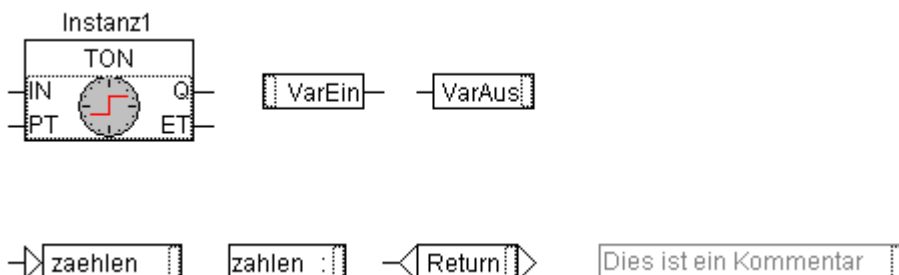 Instanz1
TON
IN Q
PT ET
VarEin
VarAus
zaehlen
zahlen :
Return
Dies ist ein Kommentar